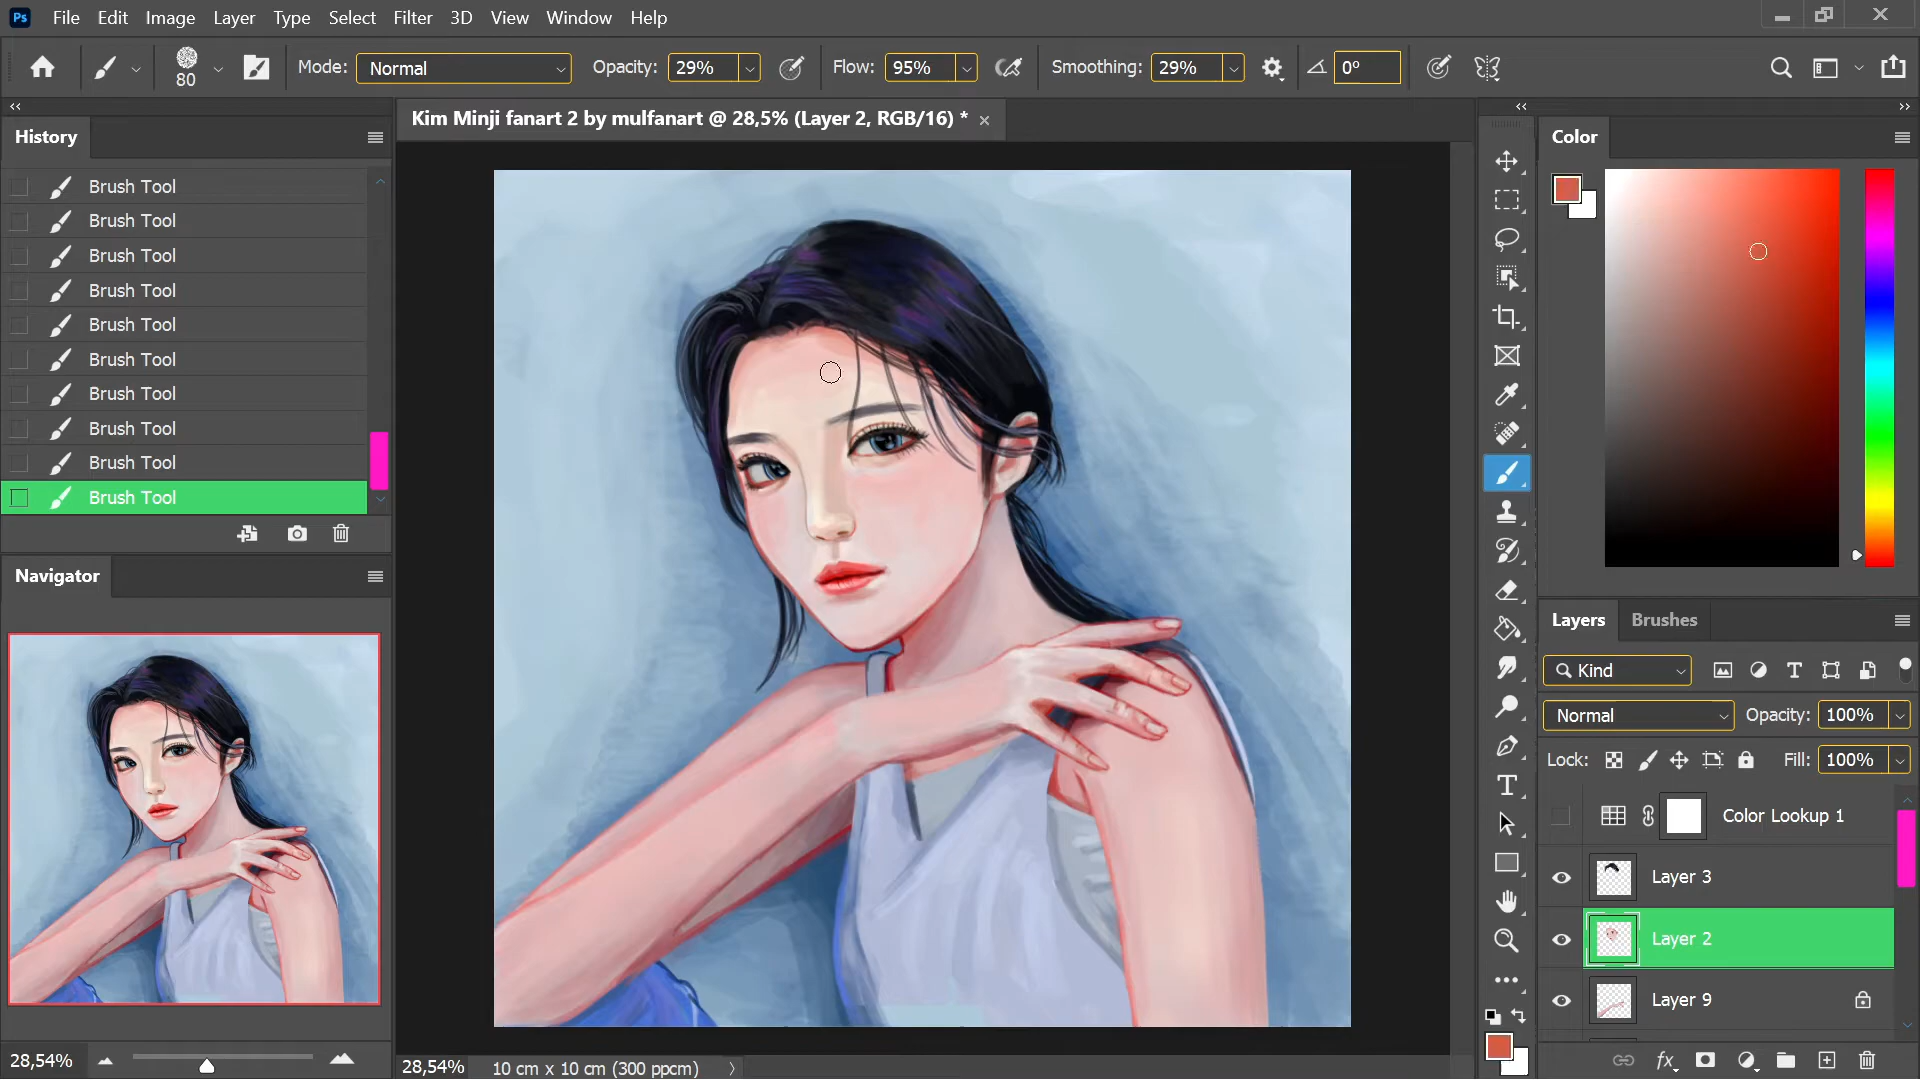 Ps File Edit Image Layer Type Select Filter 3D View Window Help
80 Mode: Normal Opacity: 29% Flow: 95% Smoothing: 29% 0°
Kim Minji fanart 2 by mulfanart @ 28,5% (Layer 2, RGB/16) *
History
Brush Tool
Brush Tool
Brush Tool
Brush Tool
Brush Tool
Brush Tool
Brush Tool
Brush Tool
Brush Tool
Brush Tool
Navigator
28,54%
28,54% 10 cm x 10 cm (300 ppcm)
Color
Layers Brushes
Kind
Normal Opacity: 100%
Lock: Fill: 100%
Color Lookup 1
Layer 3
Layer 2
Layer 9
fx